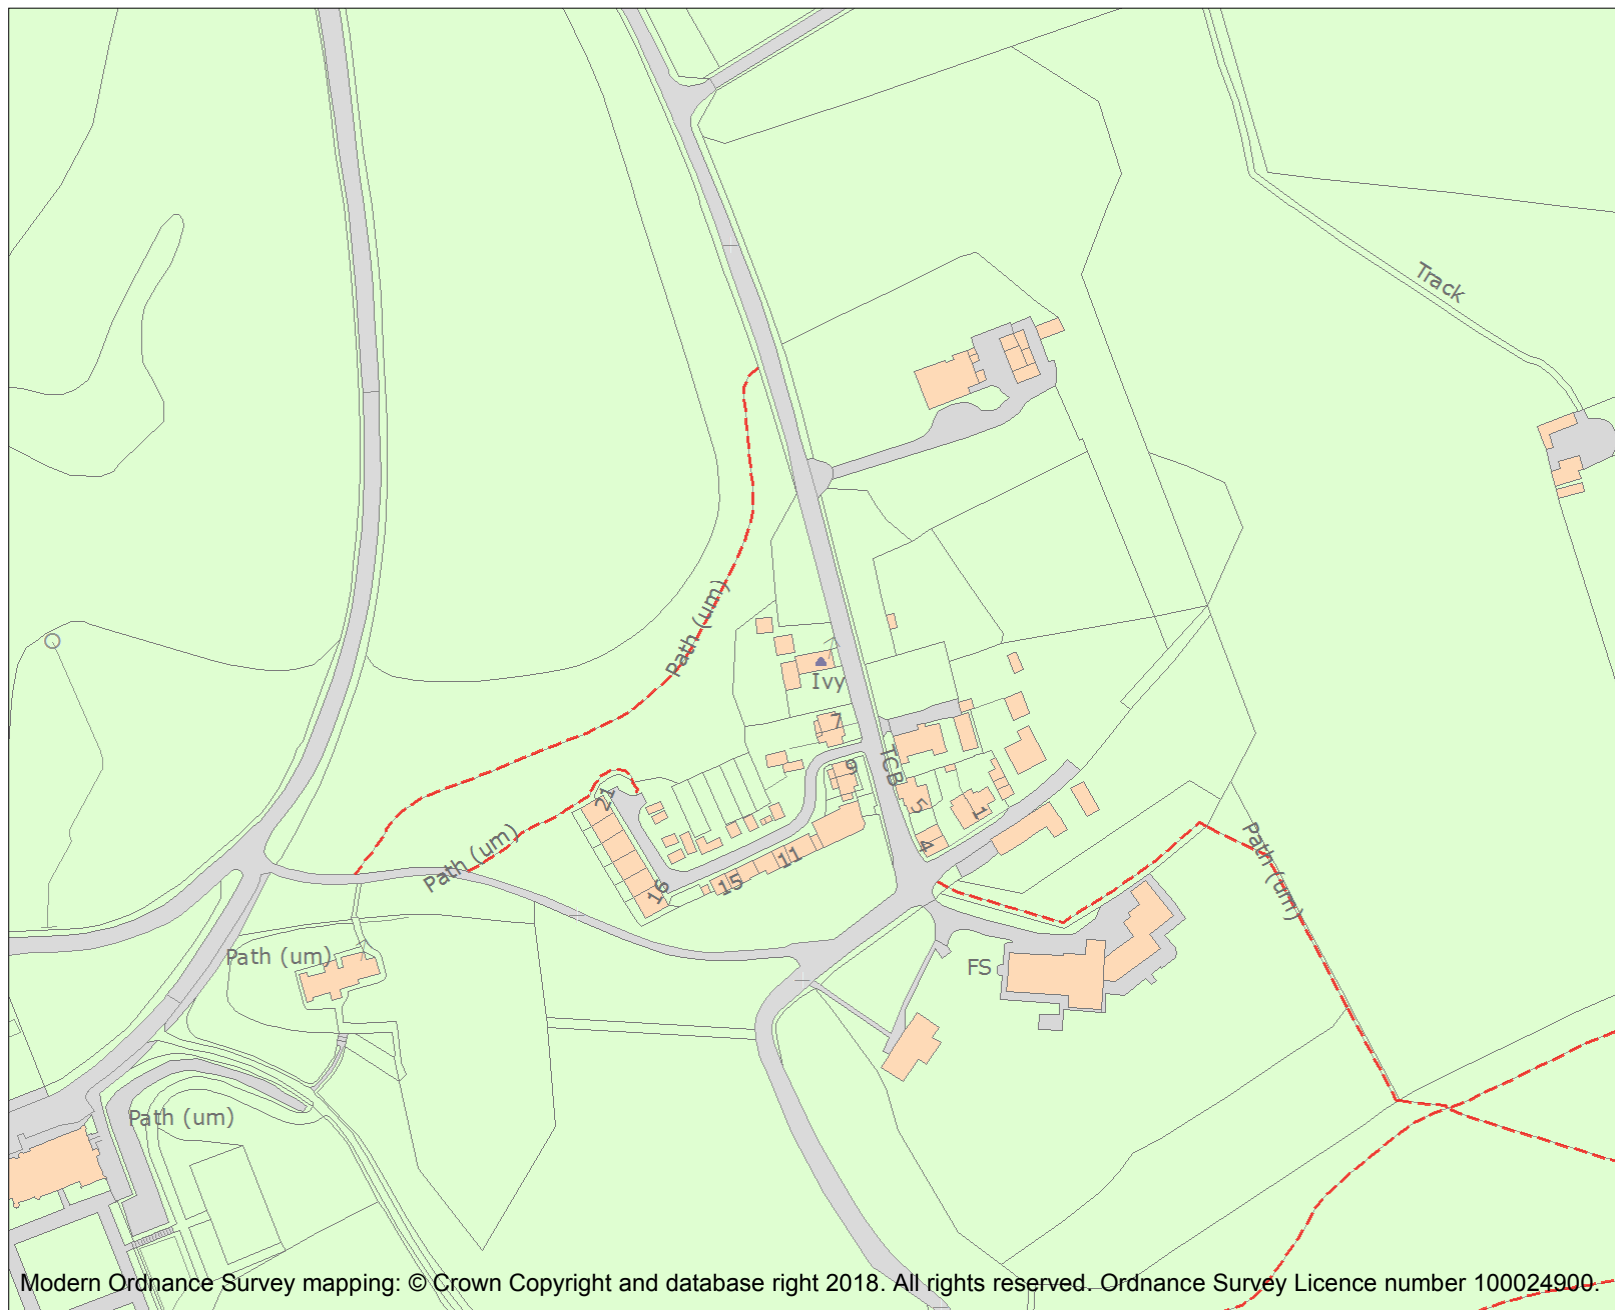 Track
Path (um)
Ivy
7
TCB
9
21
5
1
4
Path (um)
11
15
16
Path (um)
Path (um)
FS
Path (um)
Modern Ordnance Survey mapping: © Crown Copyright and database right 2018. All rights reserved. Ordnance Survey Licence number 100024900.